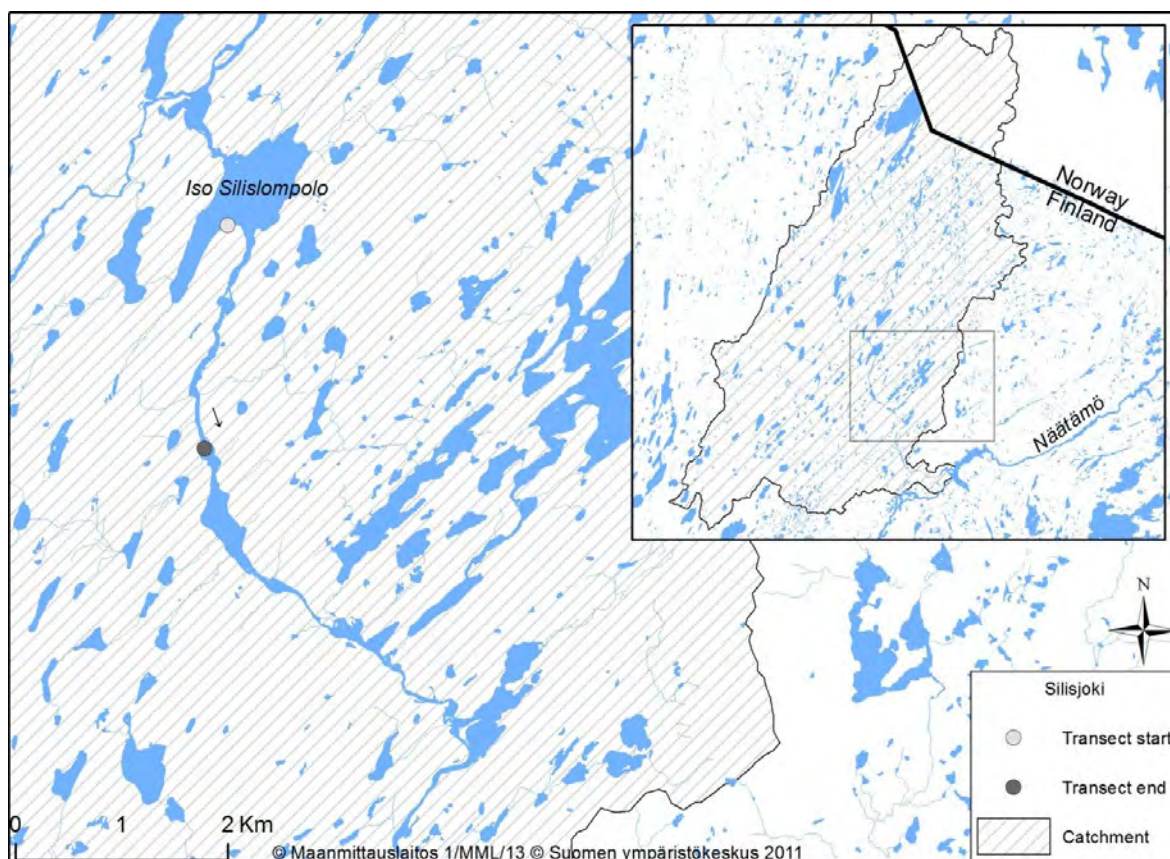 Iso Silislompolo
Norway
Finland
Näätämö
N
Silisjoki
Transect start
Transect end
Catchment
0 1 2 Km
© Maanmittauslaitos 1/MML/13 © Suomen ympäristökeskus 2011